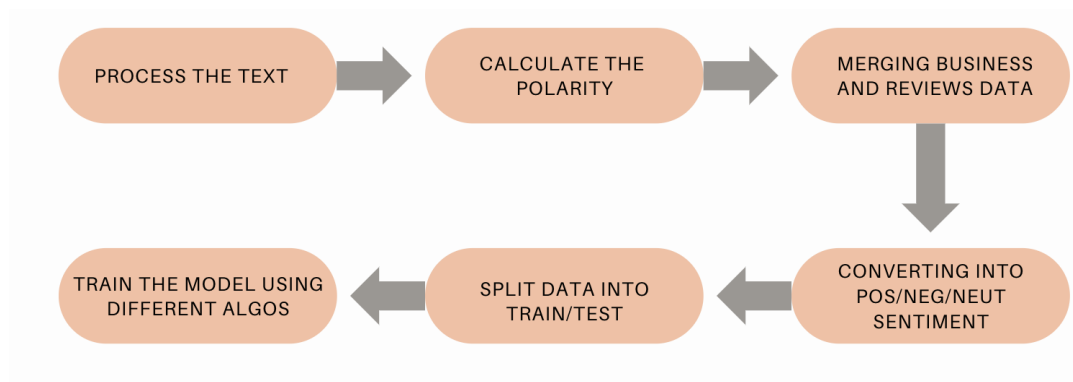 PROCESS THE TEXT
CALCULATE THE
POLARITY
MERGING BUSINESS
AND REVIEWS DATA
CONVERTING INTO
POS/NEG/NEUT
SENTIMENT
SPLIT DATA INTO
TRAIN/TEST
TRAIN THE MODEL USING
DIFFERENT ALGOS